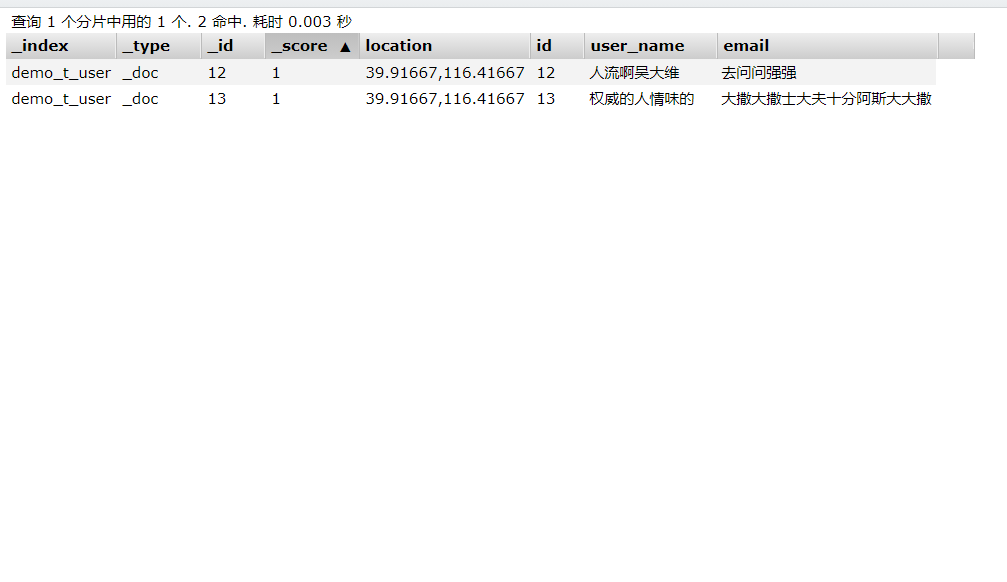 查询 1 个分片中用的 1 个. 2 命中. 耗时 0.003 秒
_index _type _id _score ▲ location id user_name email
demo_t_user _doc 12 1 39.91667,116.41667 12 人流啊昊大维 去问问强强
demo_t_user _doc 13 1 39.91667,116.41667 13 权威的人情味的 大撒大撒士大夫十分阿斯大大撒